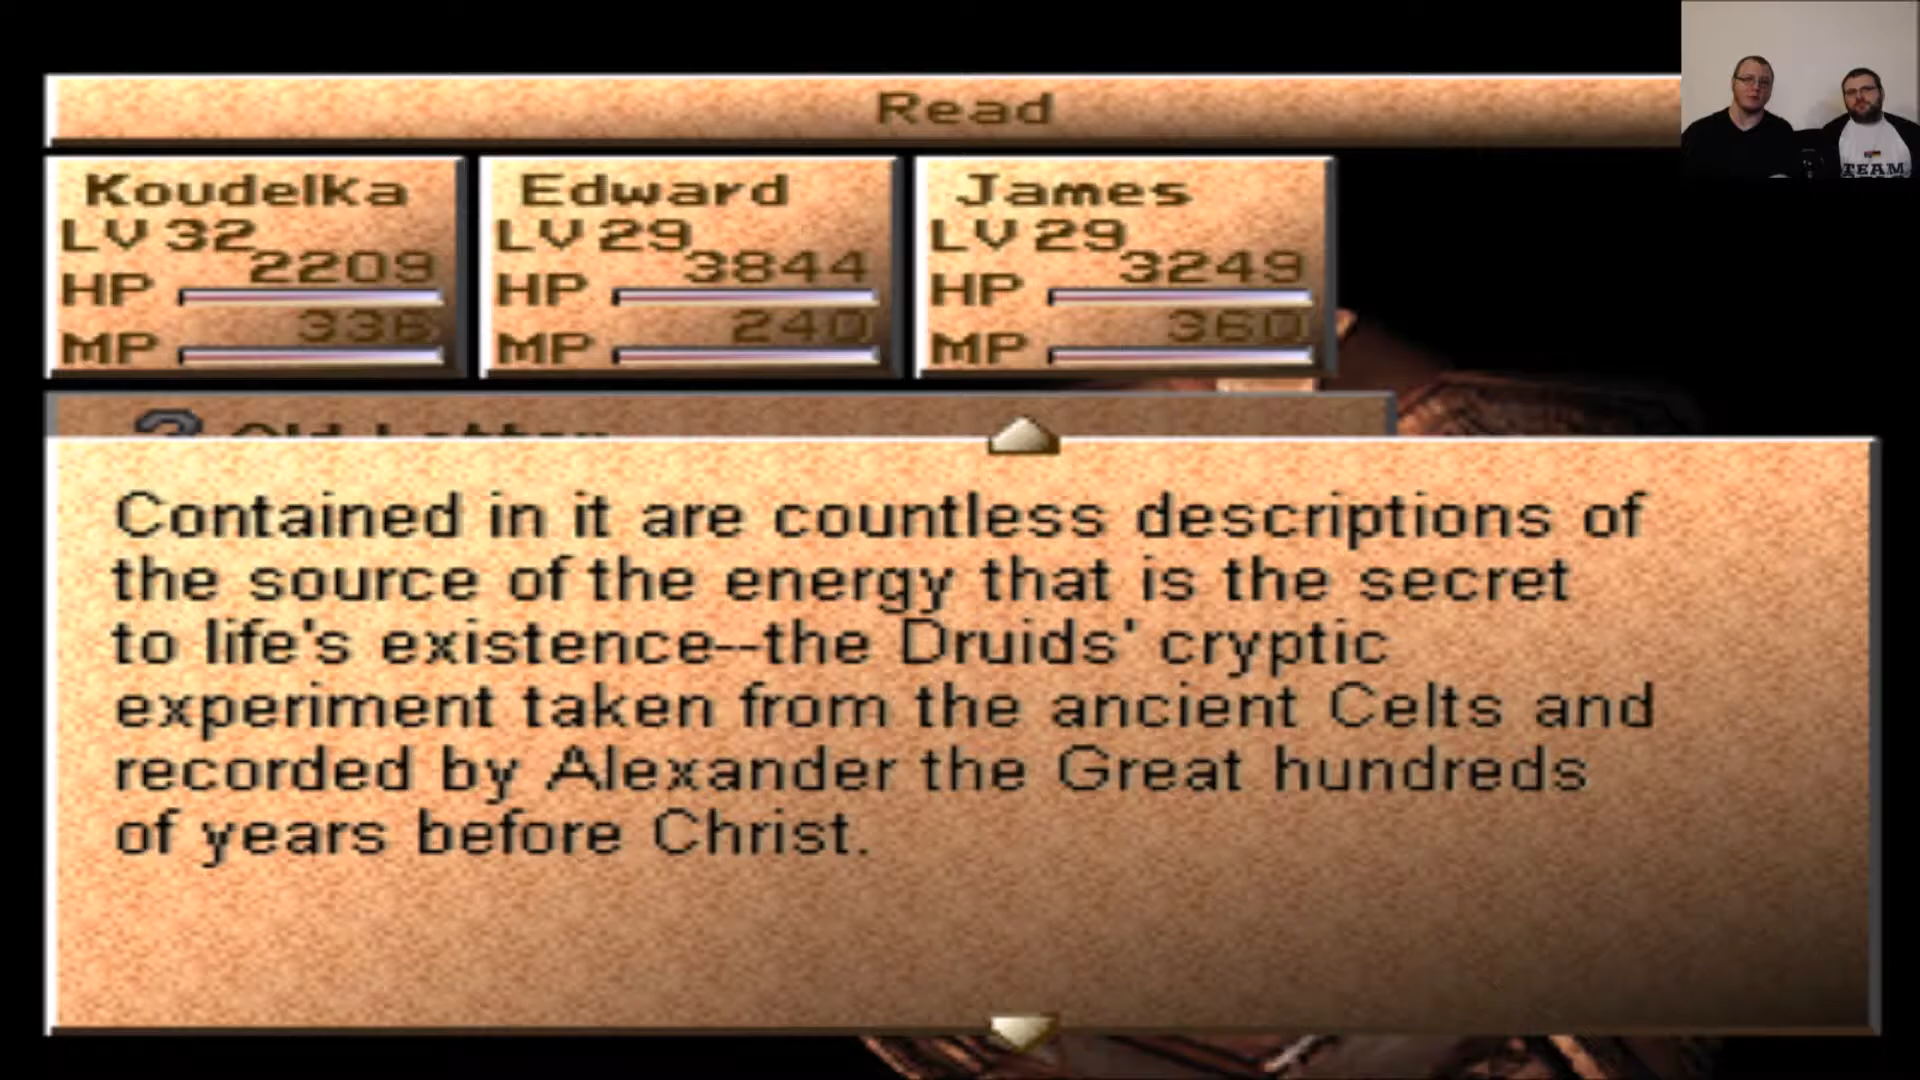 Read
Koudelka
LV 32
HP 2209
MP 336
Edward
LV 29
HP 3844
MP 240
James
LV 29
HP 3249
MP 360
? Old Letter
Contained in it are countless descriptions of
the source of the energy that is the secret
to life's existence--the Druids' cryptic
experiment taken from the ancient Celts and
recorded by Alexander the Great hundreds
of years before Christ.
TEAM